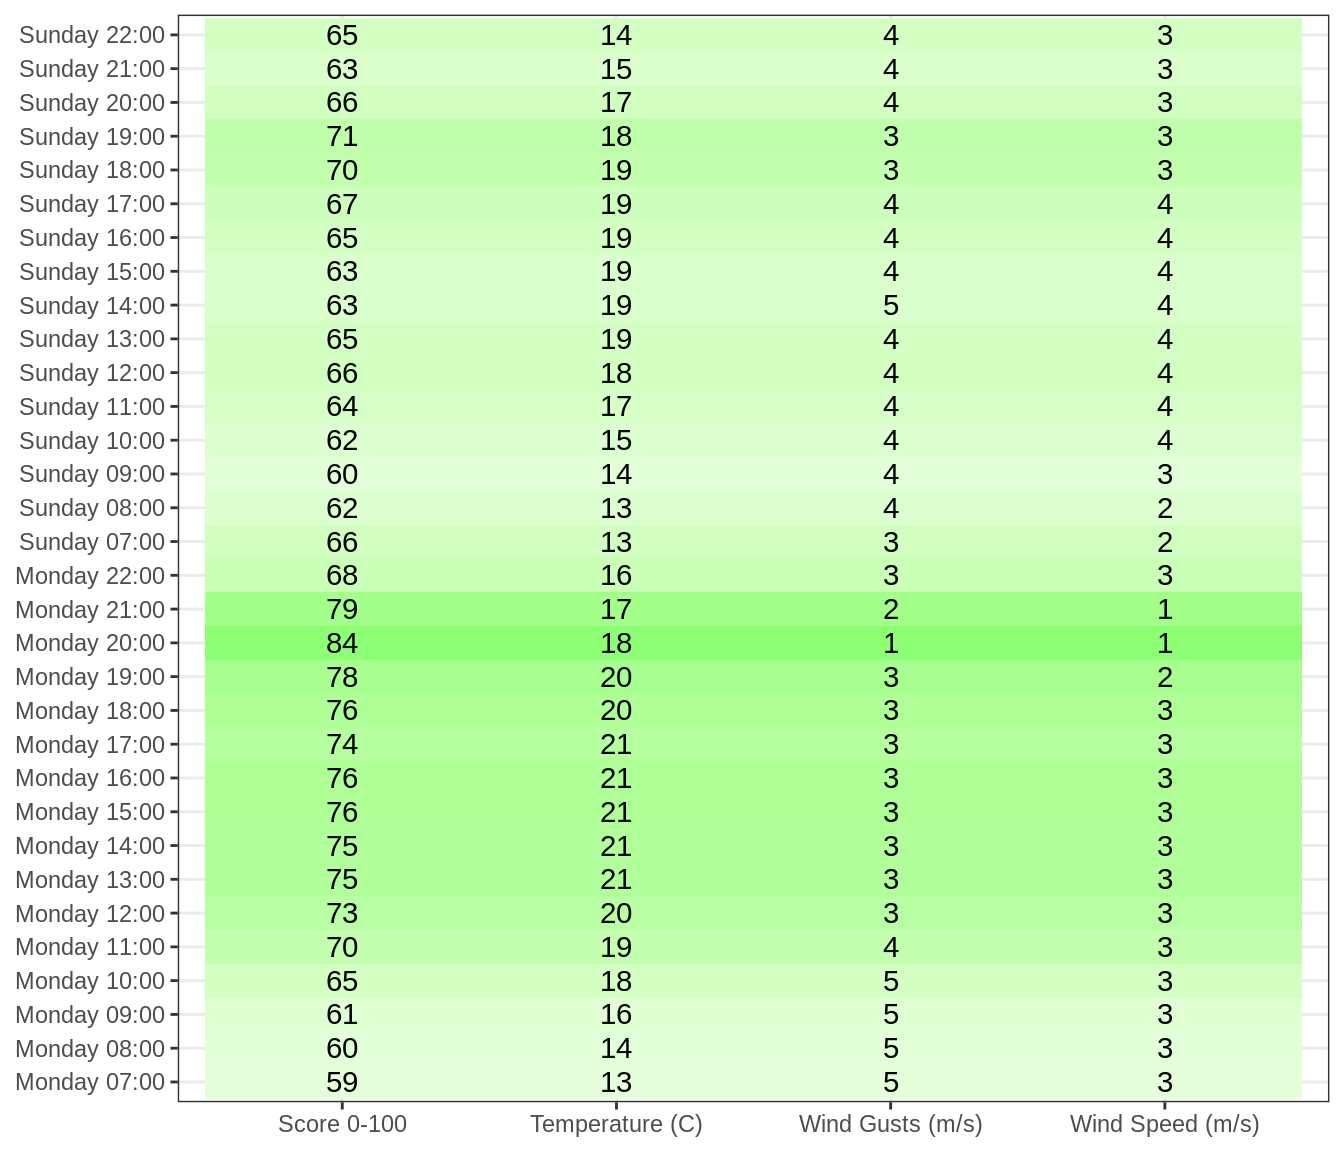 Sunday 22:00 65 14 4 3
Sunday 21:00 63 15 4 3
Sunday 20:00 66 17 4 3
Sunday 19:00 71 18 3 3
Sunday 18:00 70 19 3 3
Sunday 17:00 67 19 4 4
Sunday 16:00 65 19 4 4
Sunday 15:00 63 19 4 4
Sunday 14:00 63 19 5 4
Sunday 13:00 65 19 4 4
Sunday 12:00 66 18 4 4
Sunday 11:00 64 17 4 4
Sunday 10:00 62 15 4 4
Sunday 09:00 60 14 4 3
Sunday 08:00 62 13 4 2
Sunday 07:00 66 13 3 2
Monday 22:00 68 16 3 3
Monday 21:00 79 17 2 1
Monday 20:00 84 18 1 1
Monday 19:00 78 20 3 2
Monday 18:00 76 20 3 3
Monday 17:00 74 21 3 3
Monday 16:00 76 21 3 3
Monday 15:00 76 21 3 3
Monday 14:00 75 21 3 3
Monday 13:00 75 21 3 3
Monday 12:00 73 20 3 3
Monday 11:00 70 19 4 3
Monday 10:00 65 18 5 3
Monday 09:00 61 16 5 3
Monday 08:00 60 14 5 3
Monday 07:00 59 13 5 3
Score 0-100 Temperature (C) Wind Gusts (m/s) Wind Speed (m/s)